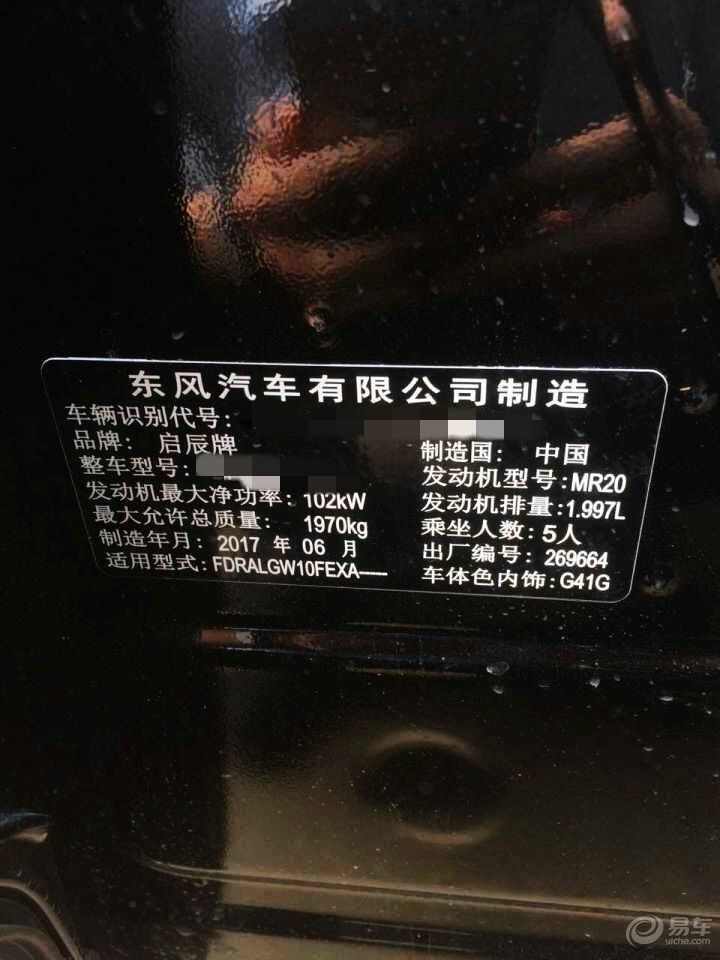 东风汽车有限公司制造
车辆识别代号:
品牌: 启辰牌 制造国: 中国
整车型号: 发动机型号:MR20
发动机最大净功率: 102kW 发动机排量:1.997L
最大允许总质量: 1970kg 乘坐人数:5人
制造年月: 2017 年 06 月 出厂编号: 269664
适用型式: FDRALGW10FEXA----- 车体色内饰:G41G
易车
yiche.com